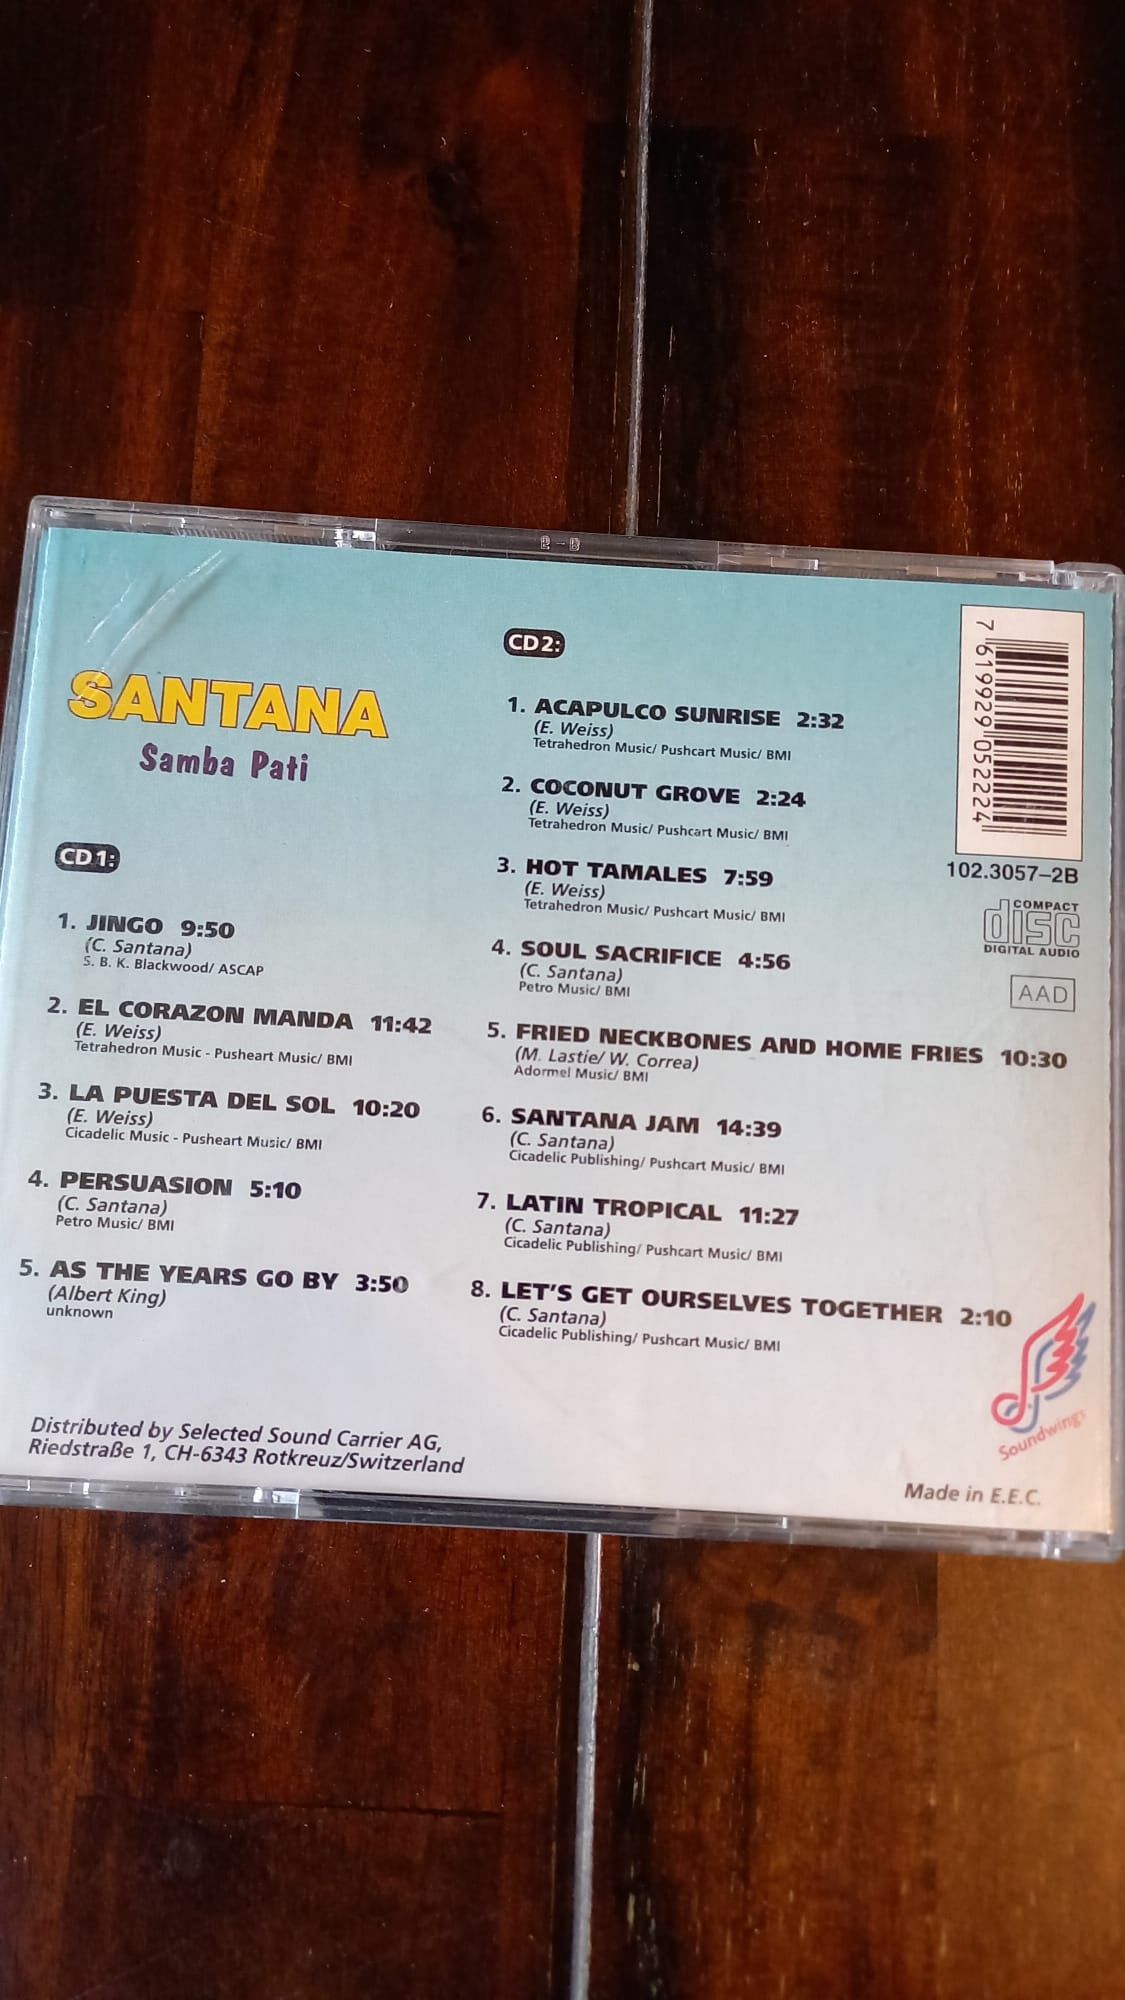 2-B
SANTANA
Samba Pati
CD 1:
1. JINGO 9:50
(C. Santana)
S. B. K. Blackwood/ ASCAP
2. EL CORAZON MANDA 11:42
(E. Weiss)
Tetrahedron Music - Pusheart Music/ BMI
3. LA PUESTA DEL SOL 10:20
(E. Weiss)
Cicadelic Music - Pusheart Music/ BMI
4. PERSUASION 5:10
(C. Santana)
Petro Music/ BMI
5. AS THE YEARS GO BY 3:50
(Albert King)
unknown
CD 2:
1. ACAPULCO SUNRISE 2:32
(E. Weiss)
Tetrahedron Music/ Pushcart Music/ BMI
2. COCONUT GROVE 2:24
(E. Weiss)
Tetrahedron Music/ Pushcart Music/ BMI
3. HOT TAMALES 7:59
(E. Weiss)
Tetrahedron Music/ Pushcart Music/ BMI
4. SOUL SACRIFICE 4:56
(C. Santana)
Petro Music/ BMI
5. FRIED NECKBONES AND HOME FRIES 10:30
(M. Lastie/ W. Correa)
Adormel Music/ BMI
6. SANTANA JAM 14:39
(C. Santana)
Cicadelic Publishing/ Pushcart Music/ BMI
7. LATIN TROPICAL 11:27
(C. Santana)
Cicadelic Publishing/ Pushcart Music/ BMI
8. LET'S GET OURSELVES TOGETHER 2:10
(C. Santana)
Cicadelic Publishing/ Pushcart Music/ BMI
7 619929 052224
102.3057-2B
COMPACT
disc
DIGITAL AUDIO
AAD
Soundwings
Distributed by Selected Sound Carrier AG,
Riedstraße 1, CH-6343 Rotkreuz/Switzerland
Made in E.E.C.